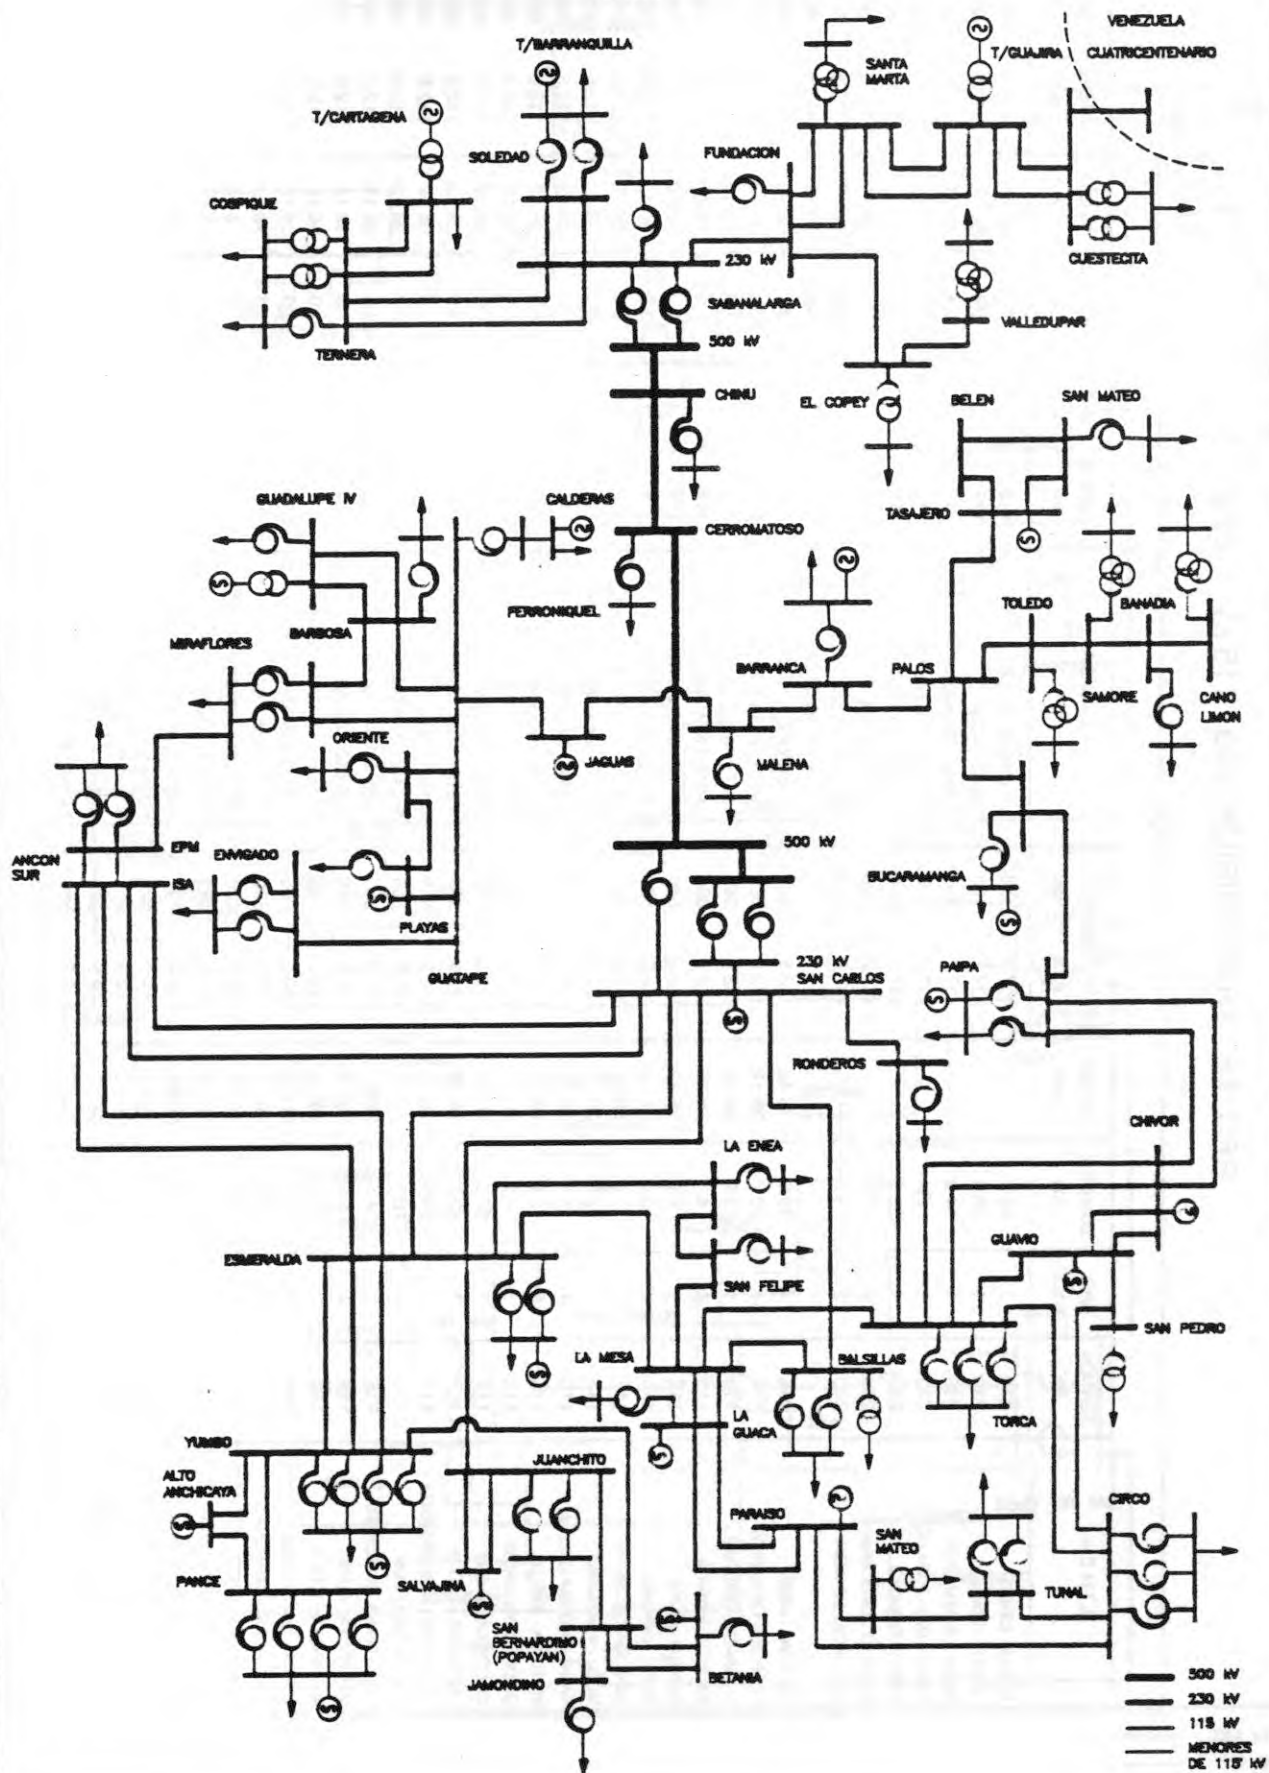 VENEZUELA
T/BARRANQUILLA
T/GUAJIRA
CUATRICENTENARIO
SANTA
MARTA
T/CARTAGENA
SOLEDAD
FUNDACION
COSPIQUE
230 kV
CUESTECITA
SABANALARGA
VALLEDUPAR
500 kV
TERNERA
CHINU
EL COPEY
BELEN
SAN MATEO
GUADALUPE IV
CALDERAS
TASAJERO
CERROMATOSO
FERRONIQUEL
TOLEDO
BANADIA
BARBOSA
MIRAFLORES
BARRANCA
PALOS
SAMORE
CANO
LIMON
ORIENTE
JAGUAS
MALENA
500 kV
EPM
ENVIGADO
ANCON
SUR
ISA
BUCARAMANGA
PLAYAS
230 kV
SAN CARLOS
PAIPA
GUATAPE
RONDEROS
CHIVOR
LA ENEA
ESMERALDA
GUAVIO
SAN FELIPE
SAN PEDRO
LA MESA
BALSILLAS
LA
GUACA
TORCA
YUMBO
JUANCHITO
ALTO
ANCHICAYA
PARAISO
CIRCO
SAN
MATEO
PANCE
SALVAJINA
TUNAL
SAN
BERNARDINO
(POPAYAN)
JAMONDINO
BETANIA
500 kV
230 kV
115 kV
MENORES
DE 115 kV